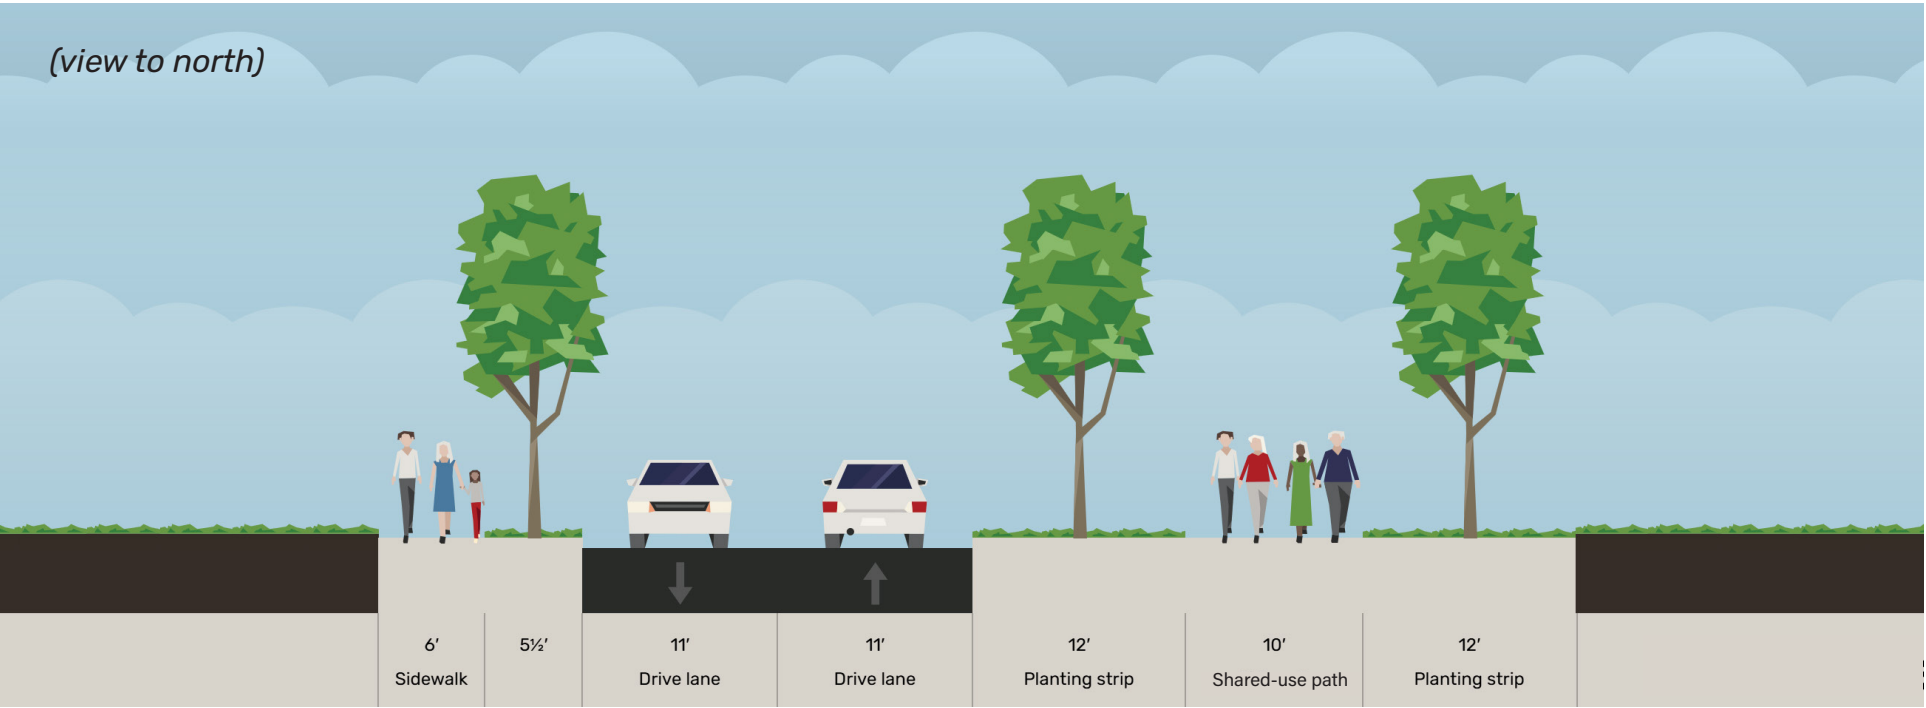 (view to north)
6′ 5½′ 11′ 11′ 12′ 10′ 12′
Sidewalk Drive lane Drive lane Planting strip Shared-use path Planting strip